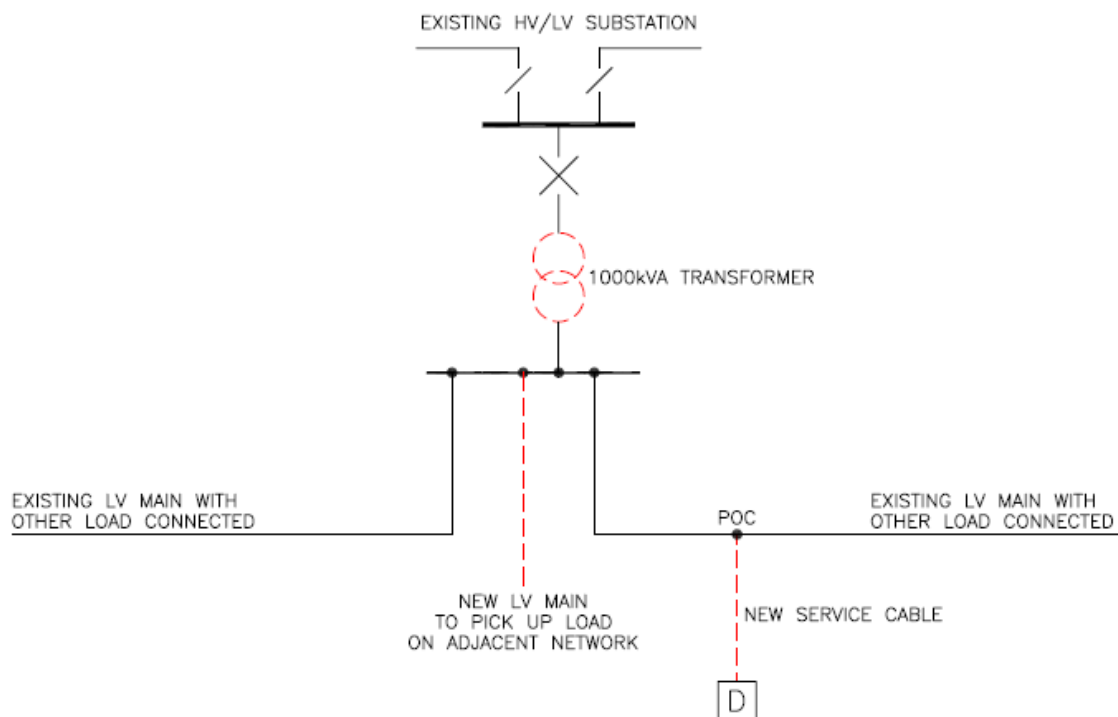 EXISTING HV/LV SUBSTATION
1000kVA TRANSFORMER
EXISTING LV MAIN WITH
OTHER LOAD CONNECTED
POC
EXISTING LV MAIN WITH
OTHER LOAD CONNECTED
NEW LV MAIN
TO PICK UP LOAD
ON ADJACENT NETWORK
NEW SERVICE CABLE
D